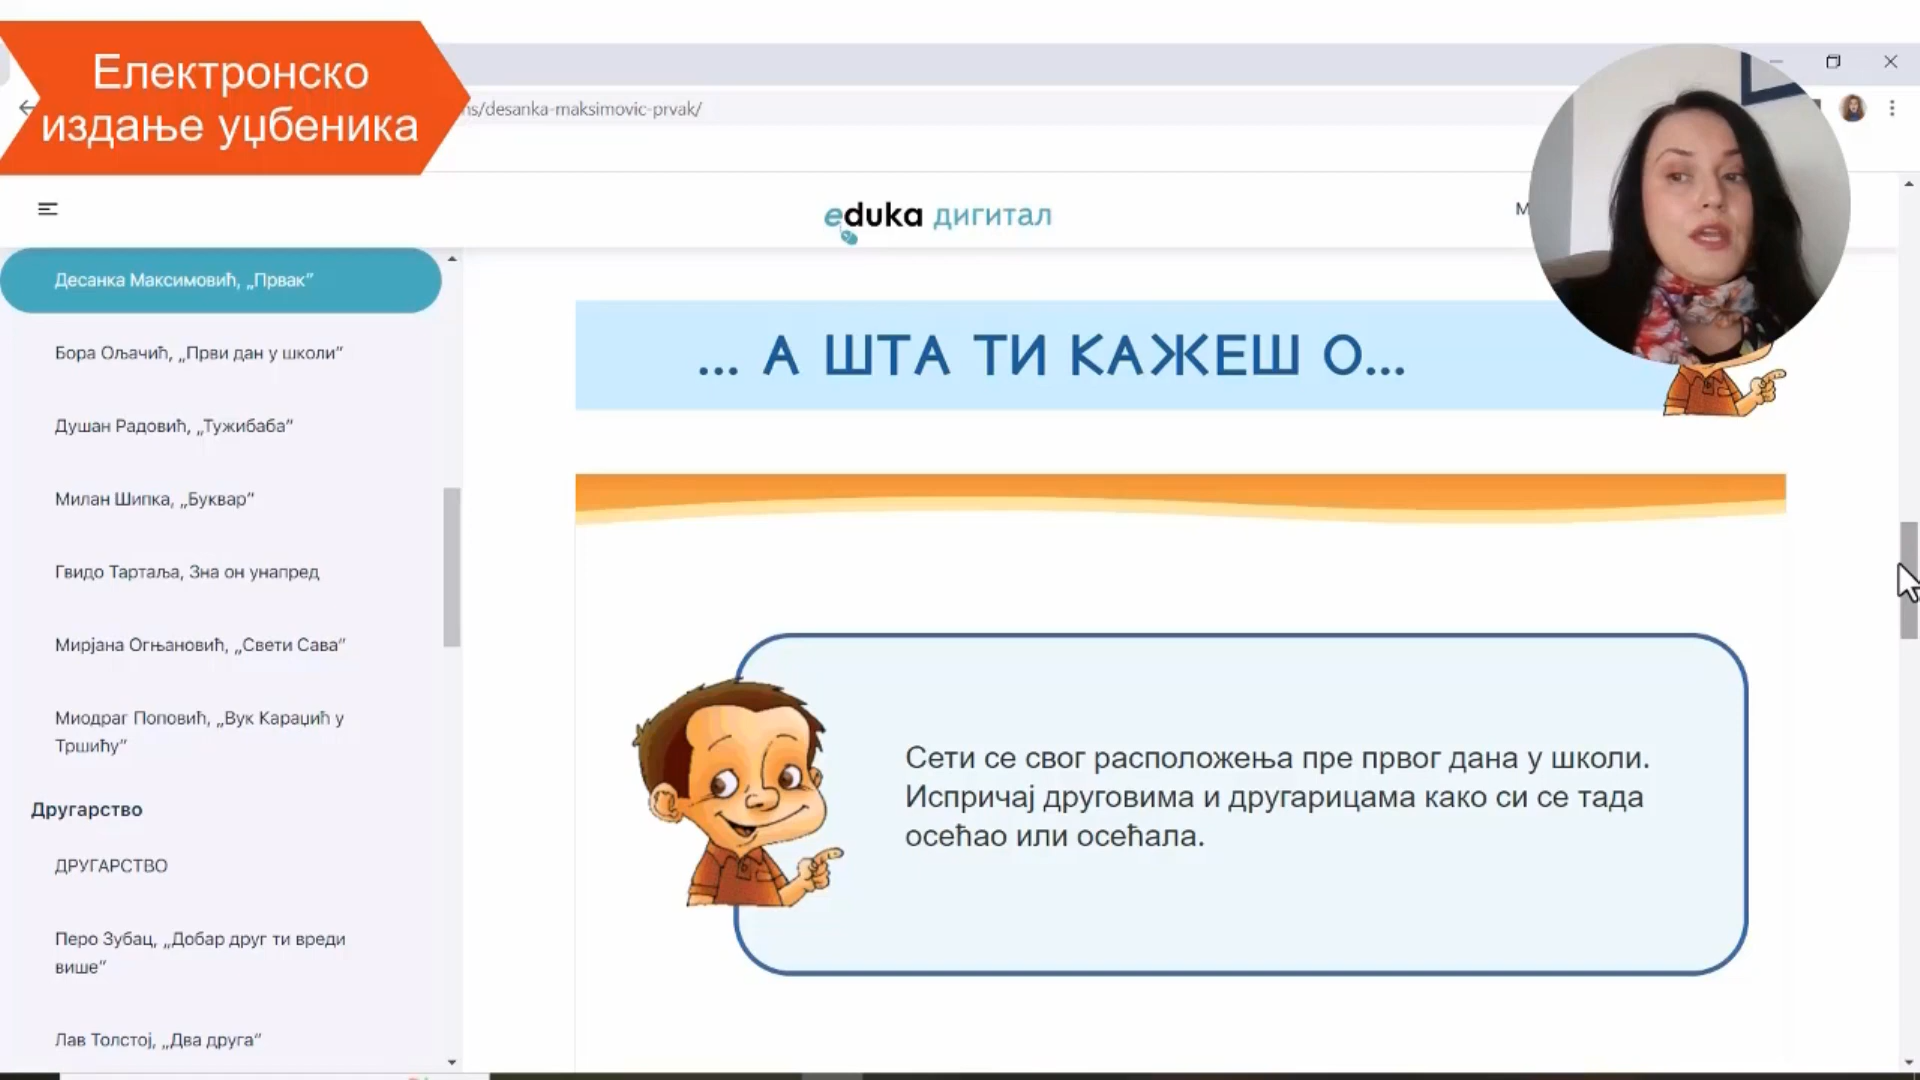 Електронско
издање уџбеника
ns/desanka-maksimovic-prvak/
eduka дигитал
М
Десанка Максимовић, „Првак“
Бора Ољачић, „Први дан у школи“
Душан Радовић, „Тужибаба“
Милан Шипка, „Буквар“
Гвидо Тартаља, Зна он унапред
Мирјана Огњановић, „Свети Сава“
Миодраг Поповић, „Вук Караџић у
Тршићу“
Другарство
ДРУГАРСТВО
Перо Зубац, „Добар друг ти вреди
више“
Лав Толстој, „Два друга“
... А ШТА ТИ КАЖЕШ О...
Сети се свог расположења пре првог дана у школи.
Испричај друговима и другарицама како си се тада
осећао или осећала.